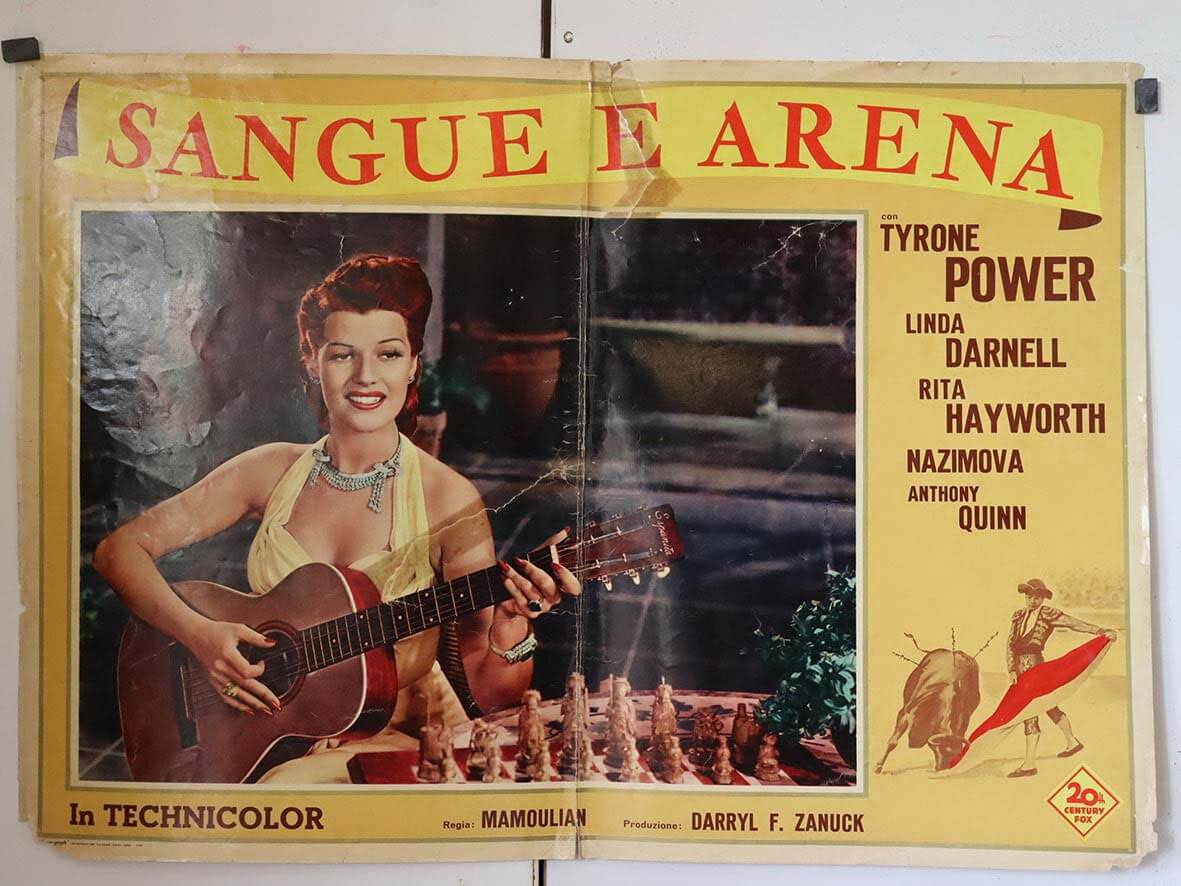 SANGUE E ARENA
con
TYRONE
POWER
LINDA
DARNELL
RITA
HAYWORTH
NAZIMOVA
ANTHONY
QUINN
Espanola
In TECHNICOLOR
Regia: MAMOULIAN
Produzione: DARRYL F. ZANUCK
20th
CENTURY
FOX